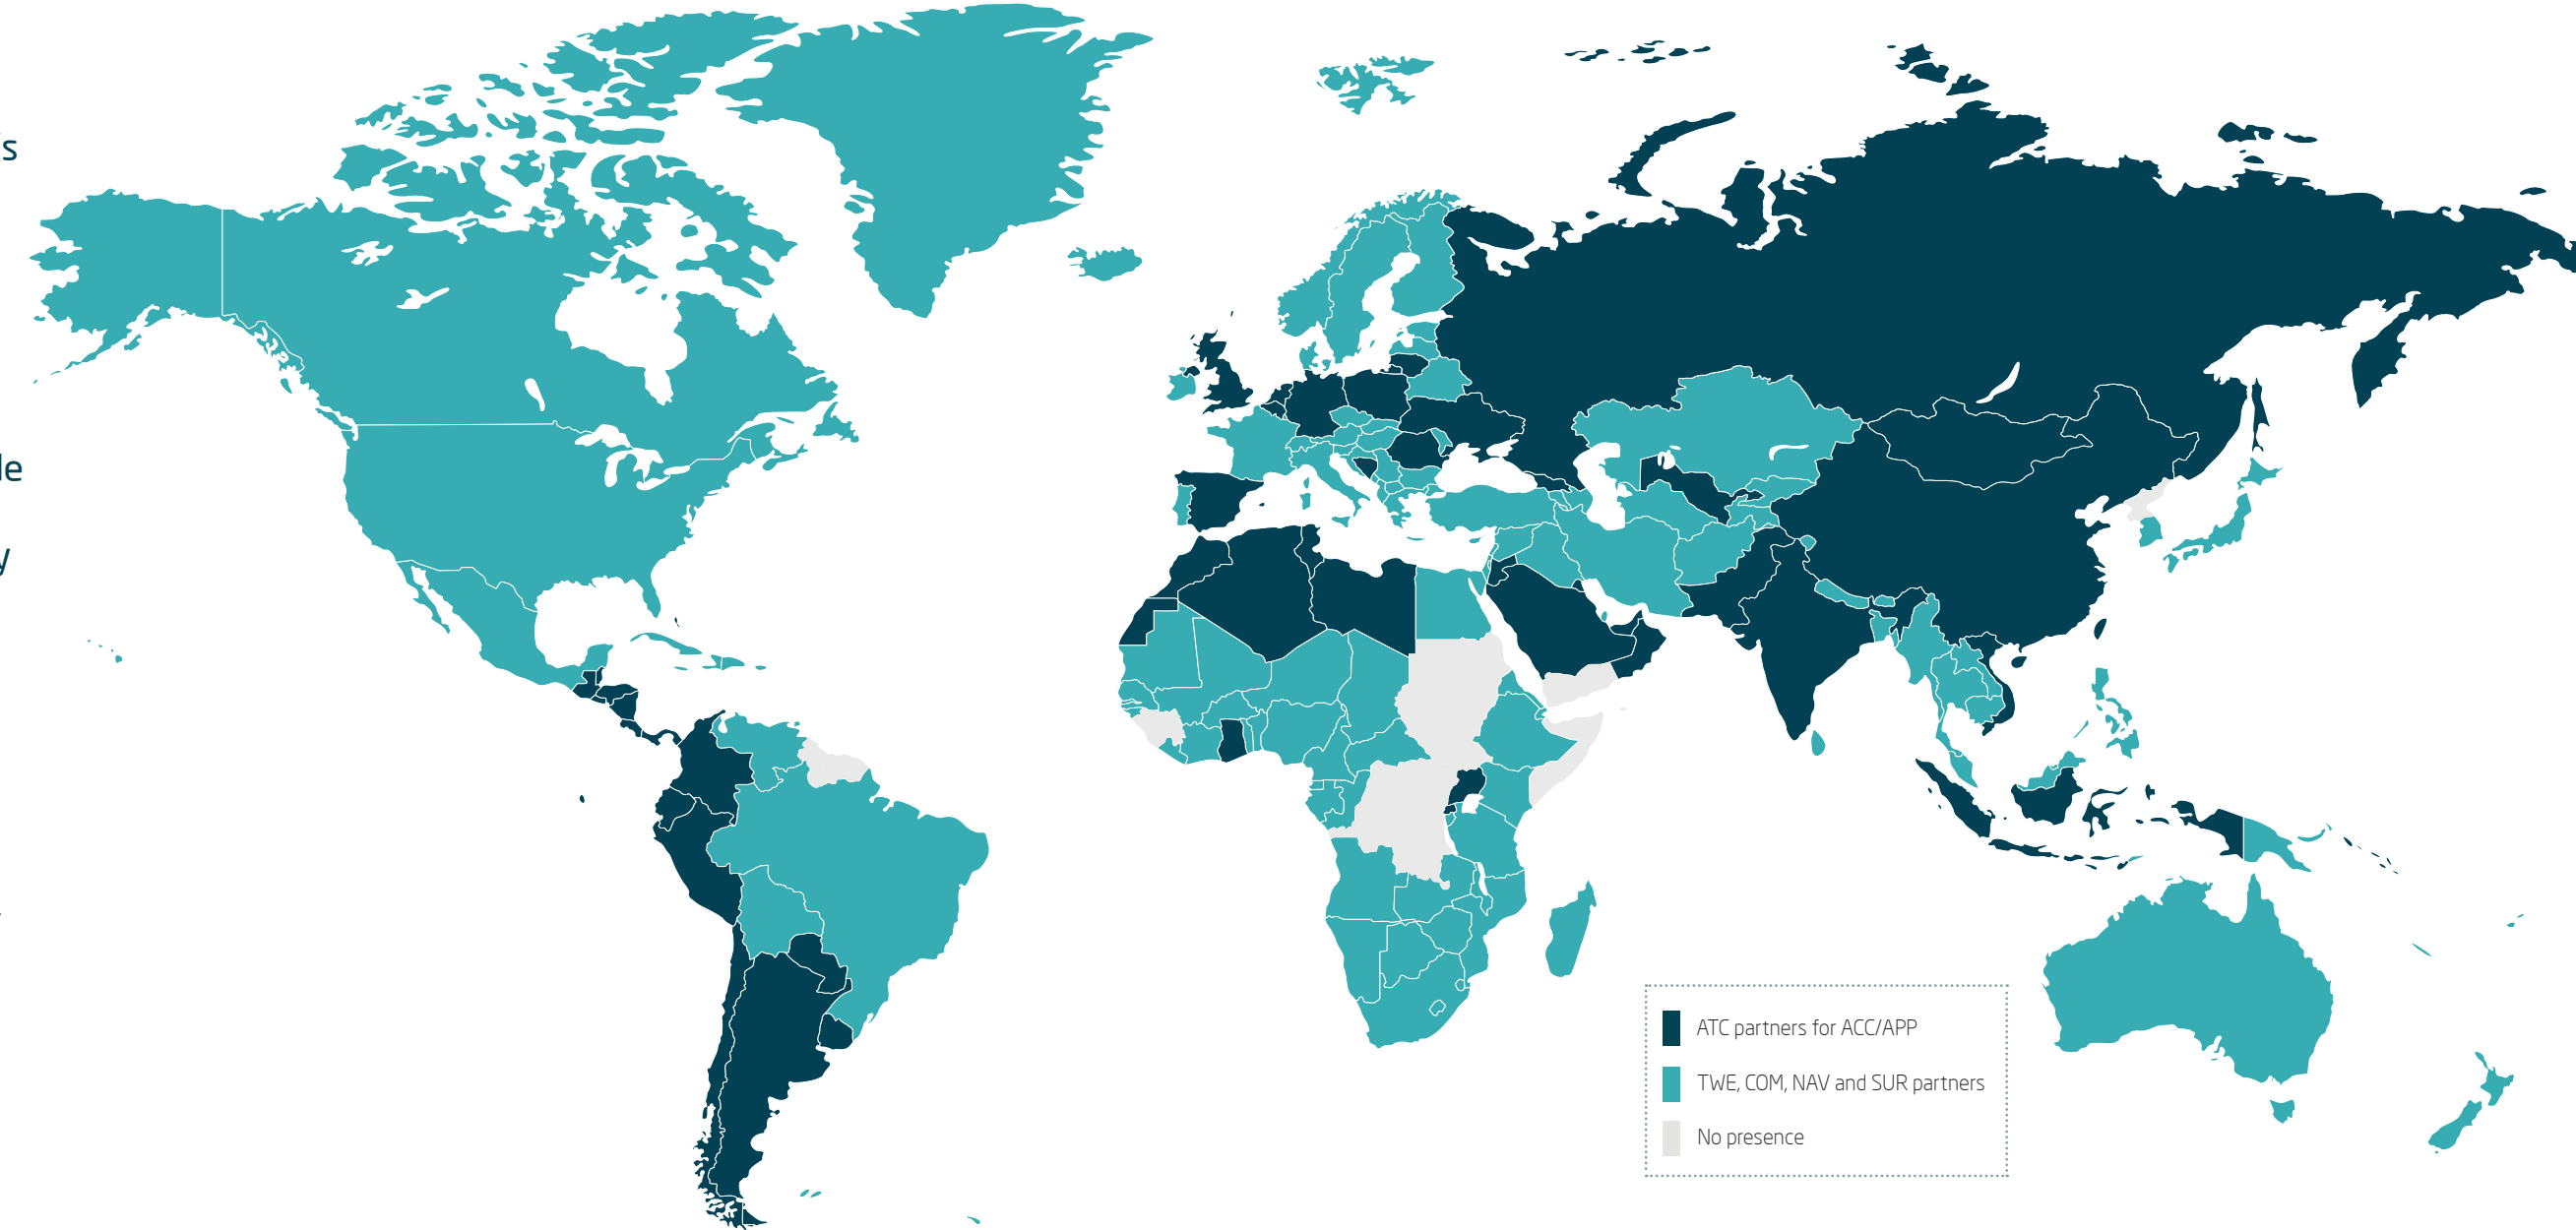 ATC partners for ACC/APP
TWE, COM, NAV and SUR partners
No presence